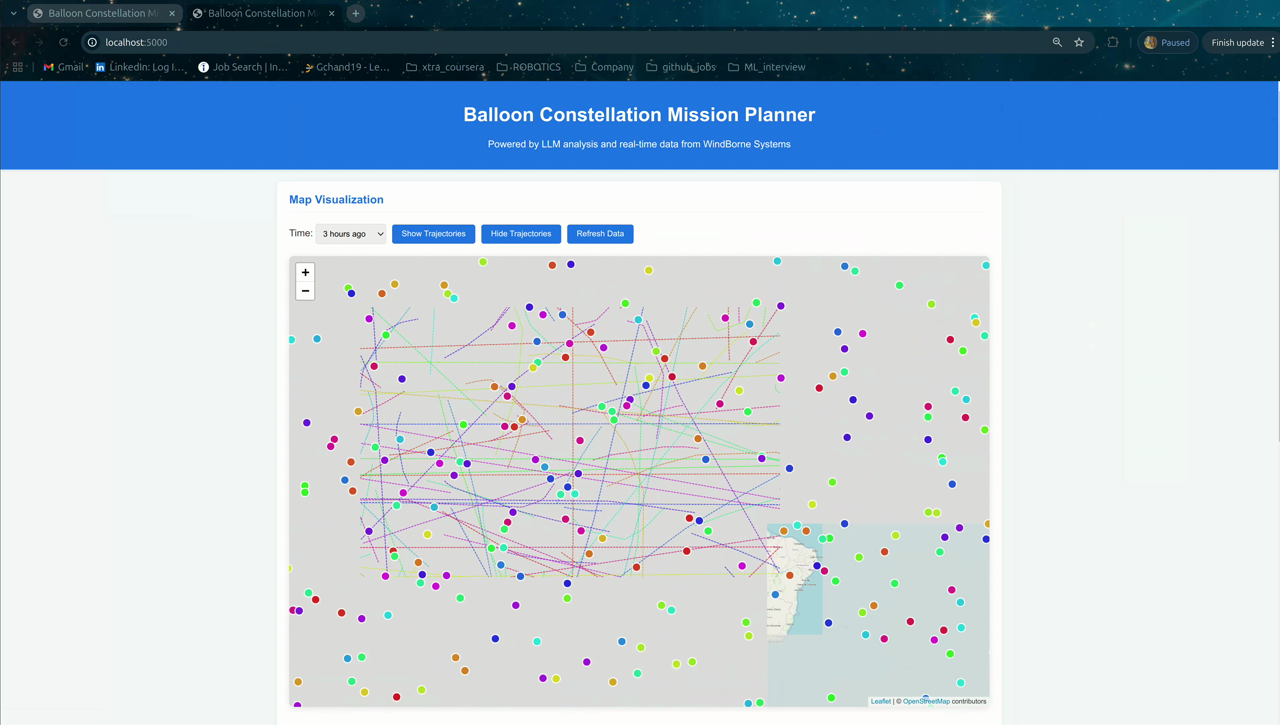 Balloon Constellation Mi
Balloon Constellation M
localhost:5000
Paused
Finish update
Gmail
LinkedIn: Log I...
Job Search | In...
Gchand19 - Le...
xtra_coursera
ROBOTICS
Company
github_jobs
ML_interview
Balloon Constellation Mission Planner
Powered by LLM analysis and real-time data from WindBorne Systems
Map Visualization
Time:
3 hours ago
Show Trajectories
Hide Trajectories
Refresh Data
+
−
Leaflet | © OpenStreetMap contributors